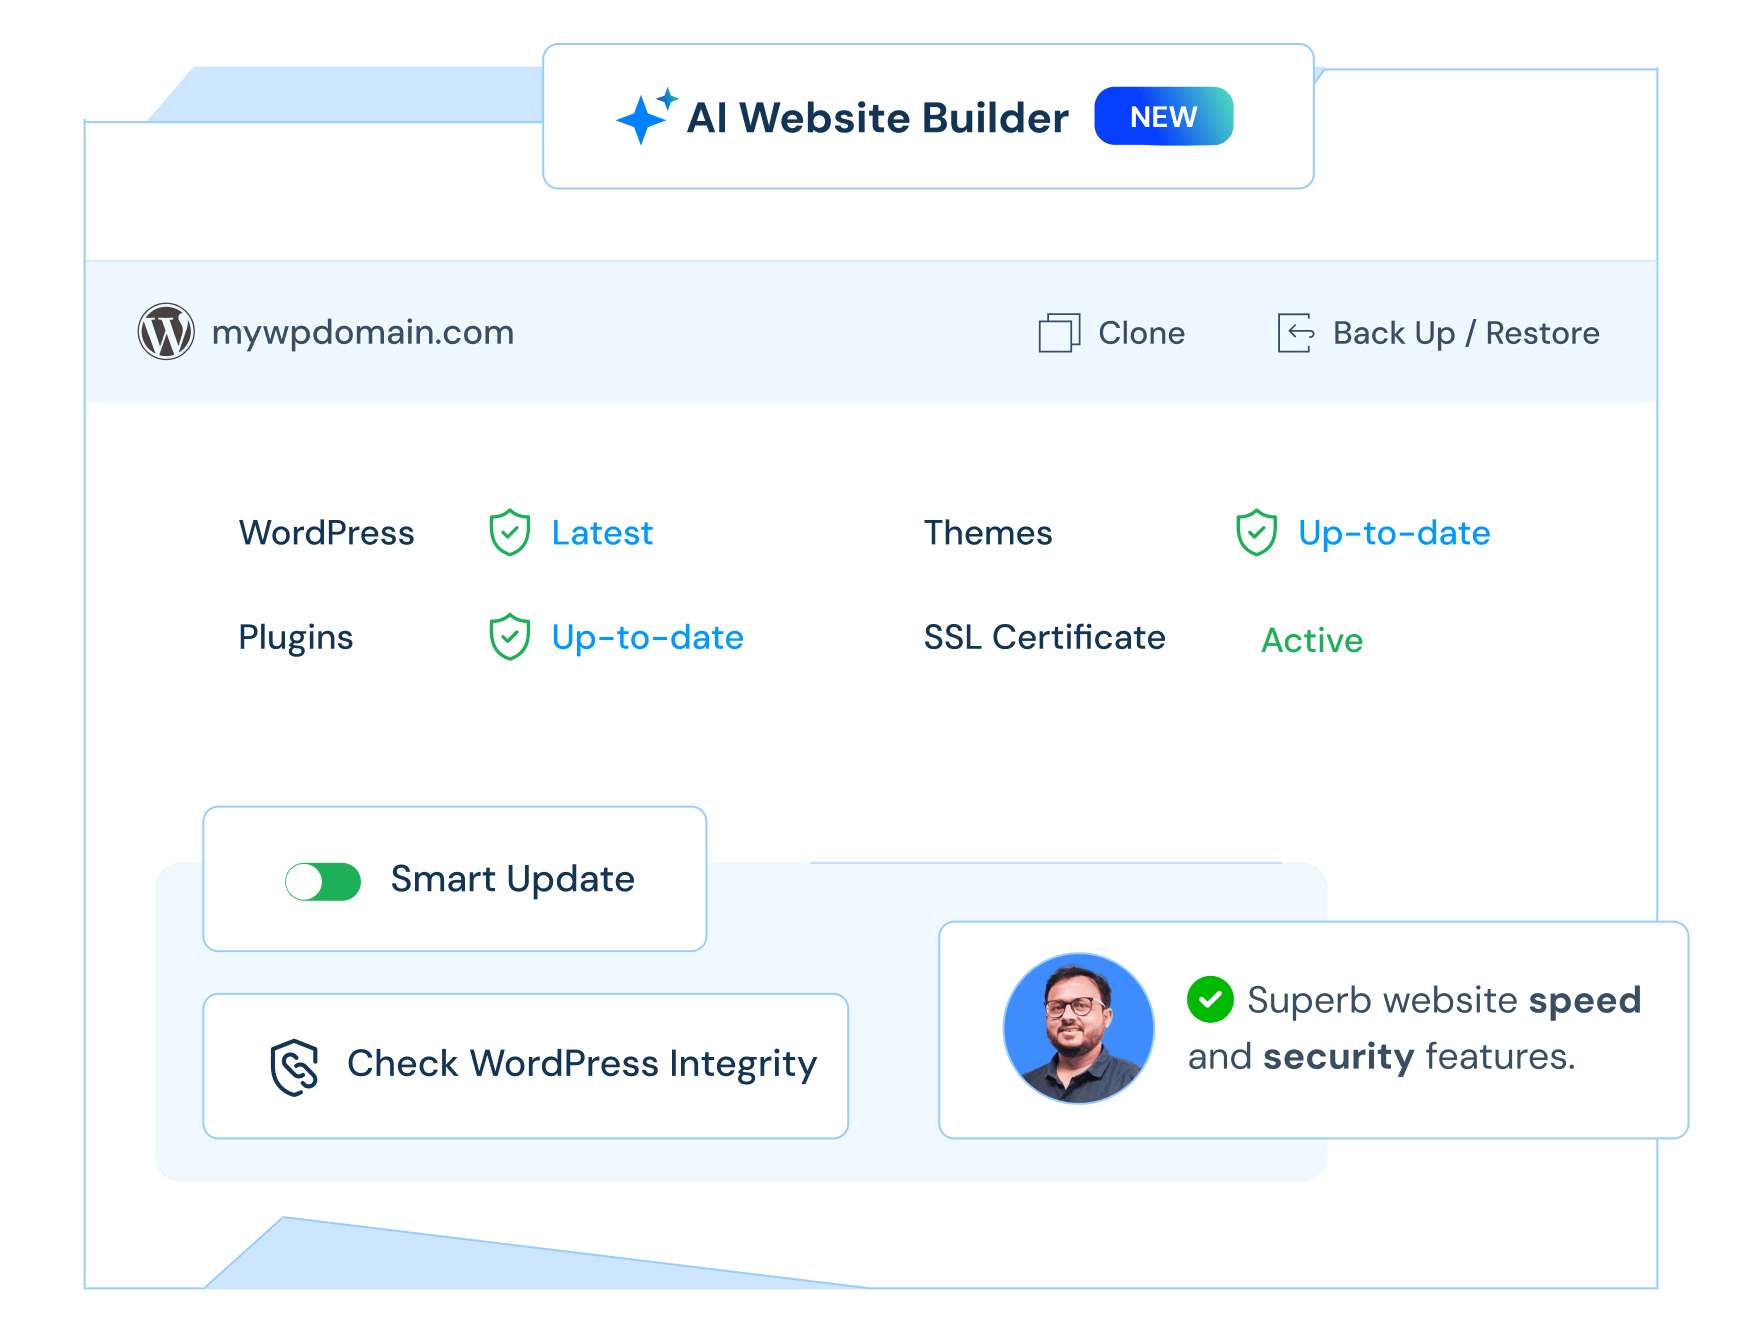 AI Website Builder NEW
mywpdomain.com Clone Back Up / Restore
WordPress Latest Themes Up-to-date
Plugins Up-to-date SSL Certificate Active
Smart Update
Check WordPress Integrity
Superb website speed
and security features.